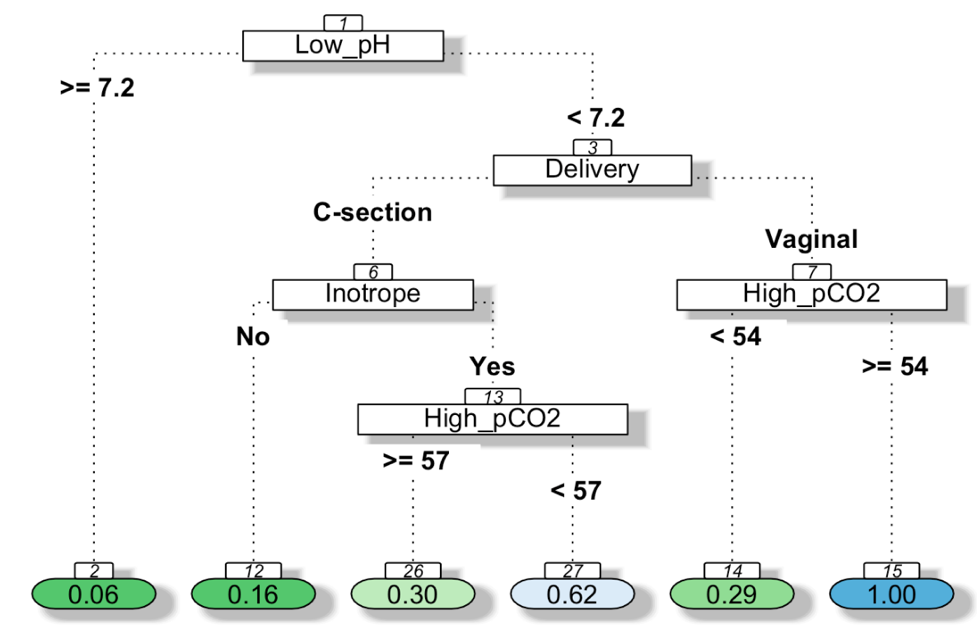 1
Low_pH
>= 7.2
< 7.2
3
Delivery
C-section
Vaginal
6
Inotrope
7
High_pCO2
No
< 54
Yes
>= 54
13
High_pCO2
>= 57
< 57
2
0.06
12
0.16
26
0.30
27
0.62
14
0.29
15
1.00